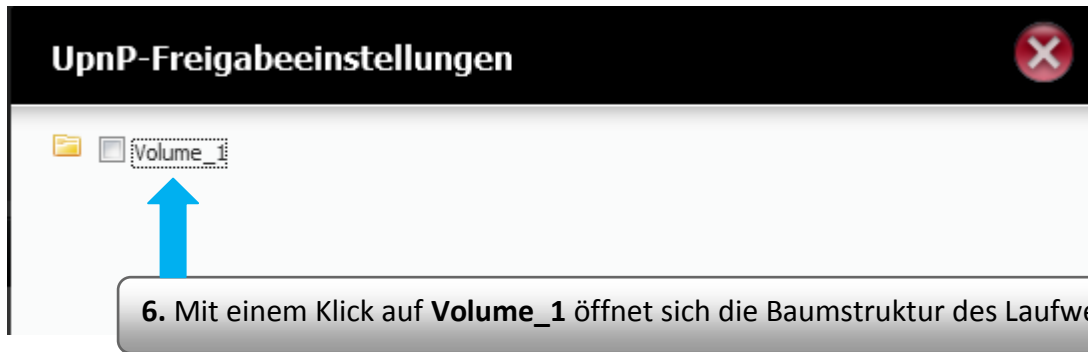 UpnP-Freigabeeinstellungen
Volume_1
6. Mit einem Klick auf Volume_1 öffnet sich die Baumstruktur des